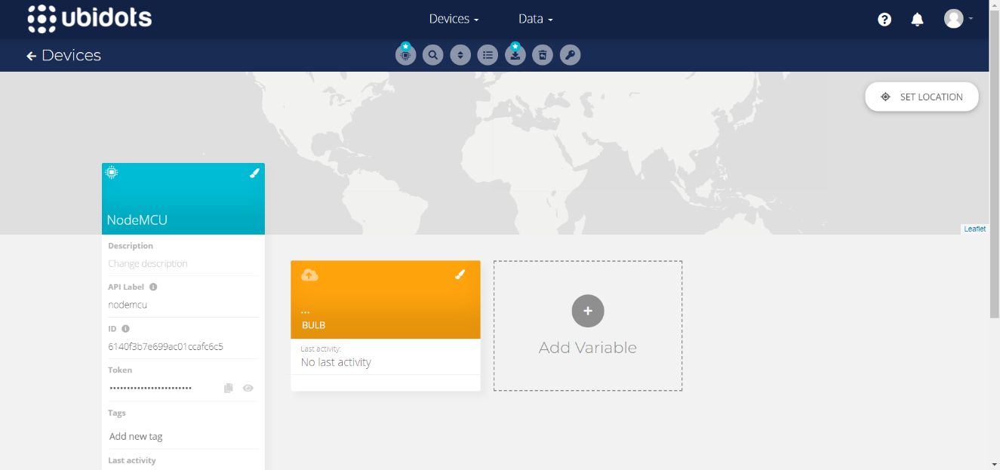 ubidots
Devices
Data
Devices
SET LOCATION
Leaflet
NodeMCU
Description
Change description
API Label
nodemcu
ID
6140f3b7e699ac01ccafc6c5
Token
••••••••••••••••••••••••
Tags
Add new tag
Last activity
...
BULB
Last activity:
No last activity
Add Variable